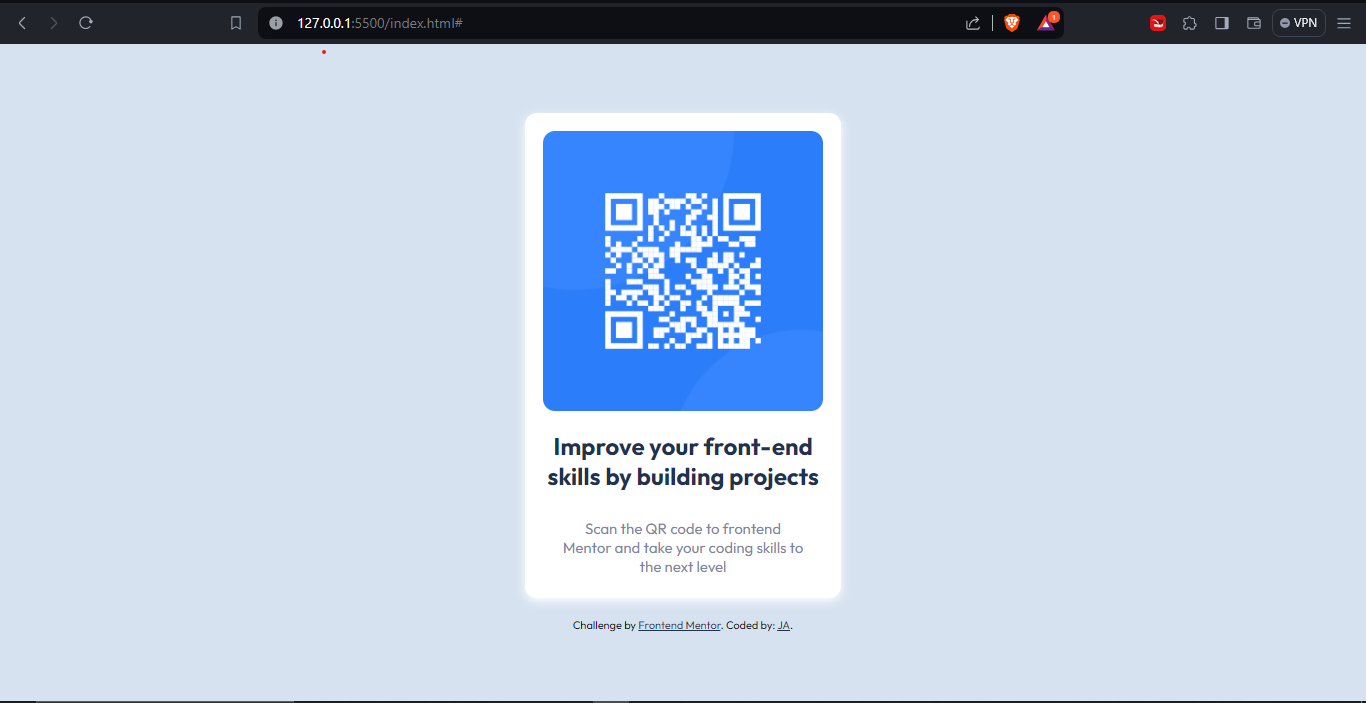 127.0.0.1:5500/index.html#
1
VPN
Improve your front-end
skills by building projects
Scan the QR code to frontend
Mentor and take your coding skills to
the next level
Challenge by Frontend Mentor. Coded by: JA.